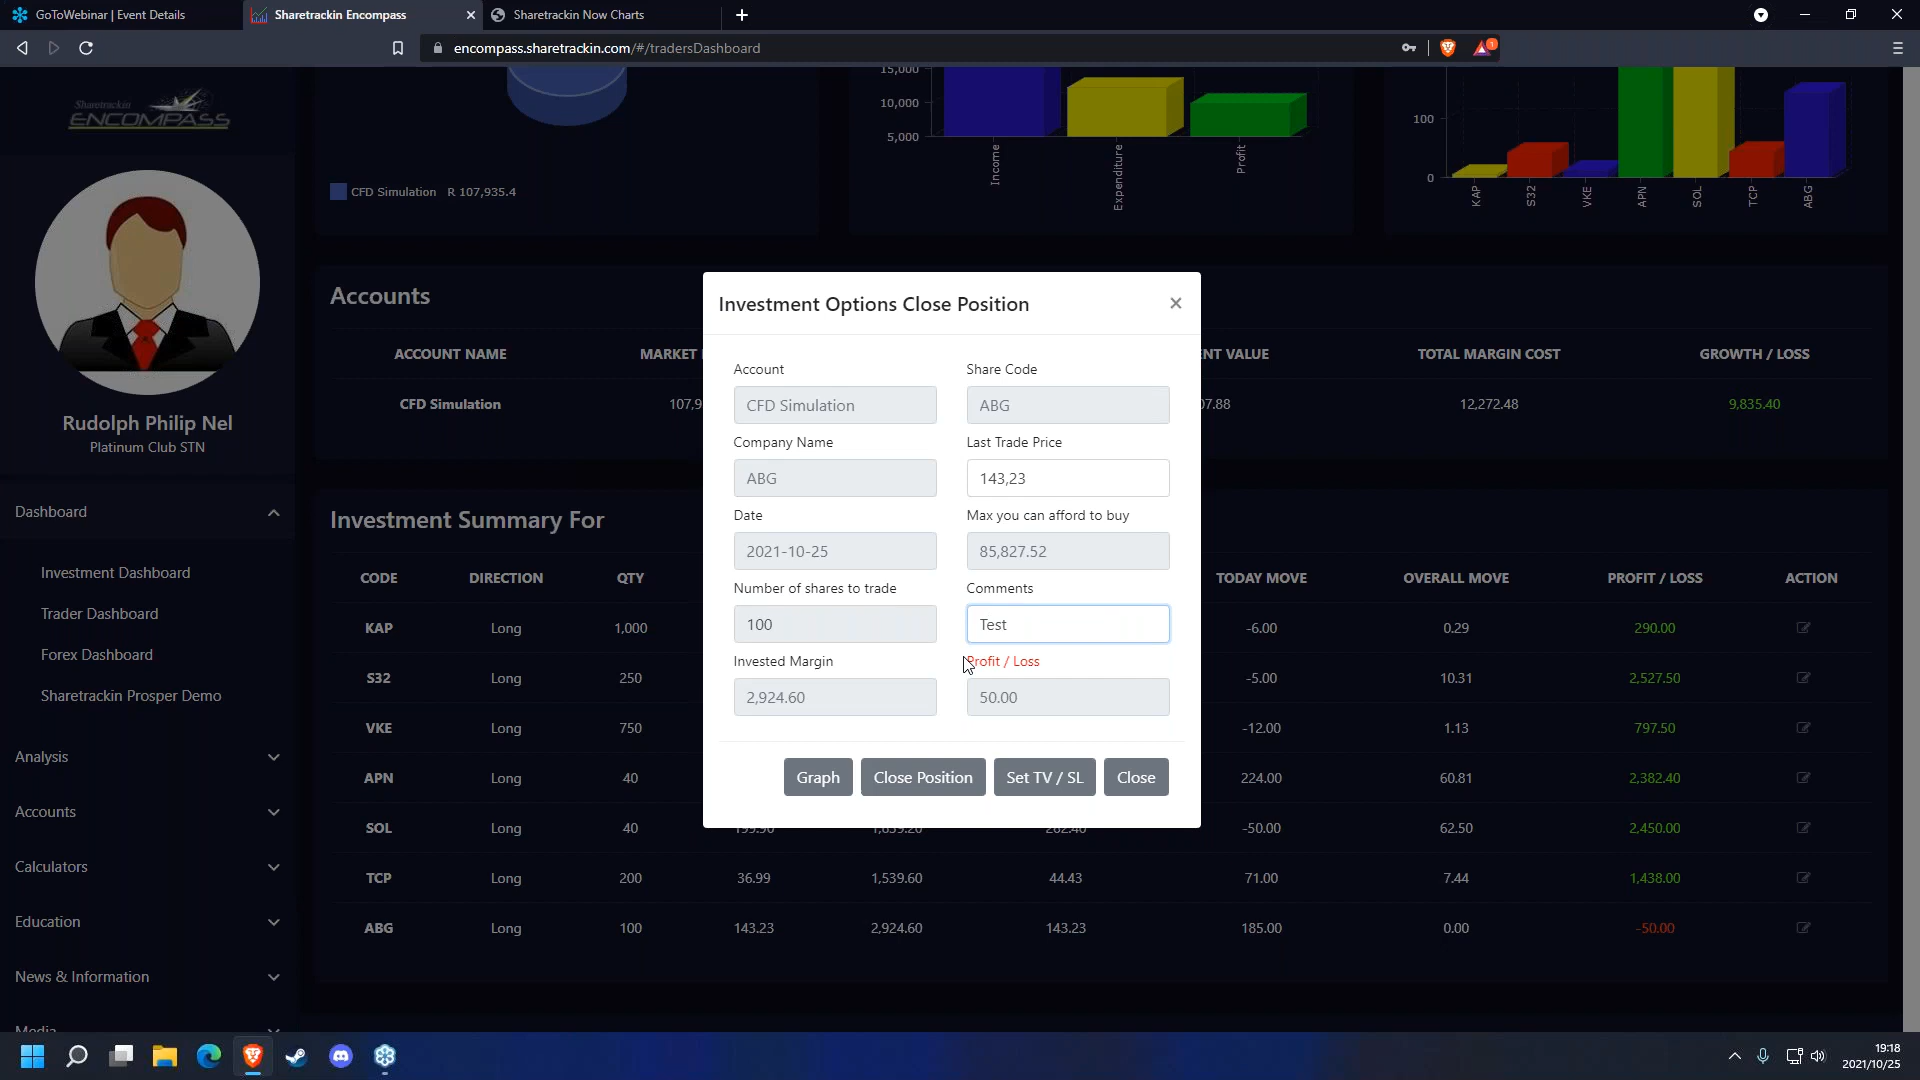 GoToWebinar | Event Details
Sharetrackin Encompass
Sharetrackin Now Charts
encompass.sharetrackin.com/#/tradersDashboard
1
Sharetrackin
ENCOMPASS
Rudolph Philip Nel
Platinum Club STN
Dashboard
Investment Dashboard
Trader Dashboard
Forex Dashboard
Sharetrackin Prosper Demo
Analysis
Accounts
Calculators
Education
News & Information
Media
CFD Simulation R 107,935.4
15,000
10,000
5,000
Income
Expenditure
Profit
100
0
KAP
S32
VKE
APN
SOL
TCP
ABG
Accounts
ACCOUNT NAME MARKET NT VALUE TOTAL MARGIN COST GROWTH / LOSS
CFD Simulation 107,9 07.88 12,272.48 9,835.40
Investment Summary For
CODE DIRECTION QTY TODAY MOVE OVERALL MOVE PROFIT / LOSS ACTION
KAP Long 1,000 -6.00 0.29 290.00
S32 Long 250 -5.00 10.31 2,527.50
VKE Long 750 -12.00 1.13 797.50
APN Long 40 224.00 60.81 2,382.40
SOL Long 40 199.90 1,639.20 262.40 -50.00 62.50 2,450.00
TCP Long 200 36.99 1,539.60 44.43 71.00 7.44 1,438.00
ABG Long 100 143.23 2,924.60 143.23 185.00 0.00 -50.00
Investment Options Close Position
Account Share Code
CFD Simulation ABG
Company Name Last Trade Price
ABG 143,23
Date Max you can afford to buy
2021-10-25 85,827.52
Number of shares to trade Comments
100 Test
Invested Margin Profit / Loss
2,924.60 50.00
Graph Close Position Set TV / SL Close
19:18
2021/10/25